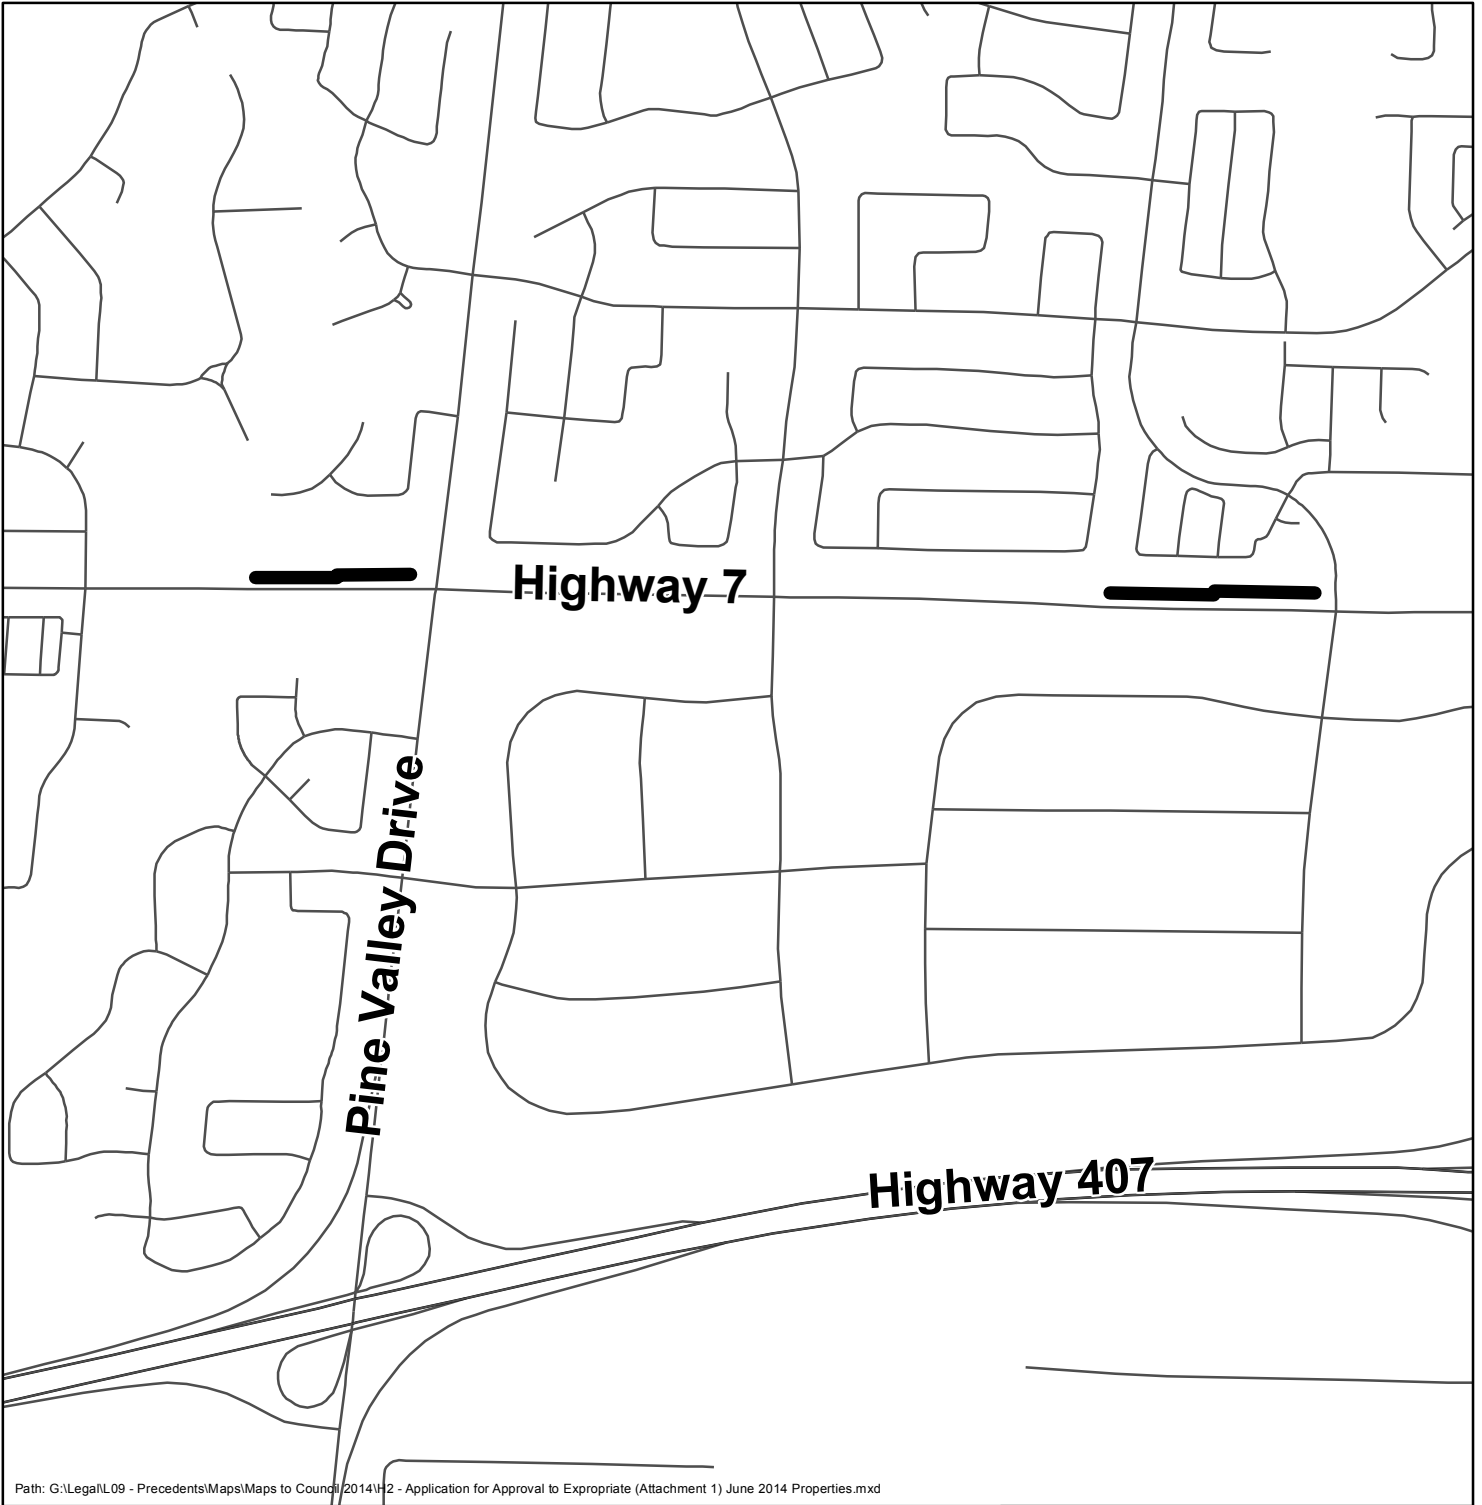 Highway 7
Pine Valley Drive
Highway 407
Path: G:\Legal\L09 - Precedents\Maps\Maps to Council 2014\H2 - Application for Approval to Expropriate (Attachment 1) June 2014 Properties.mxd